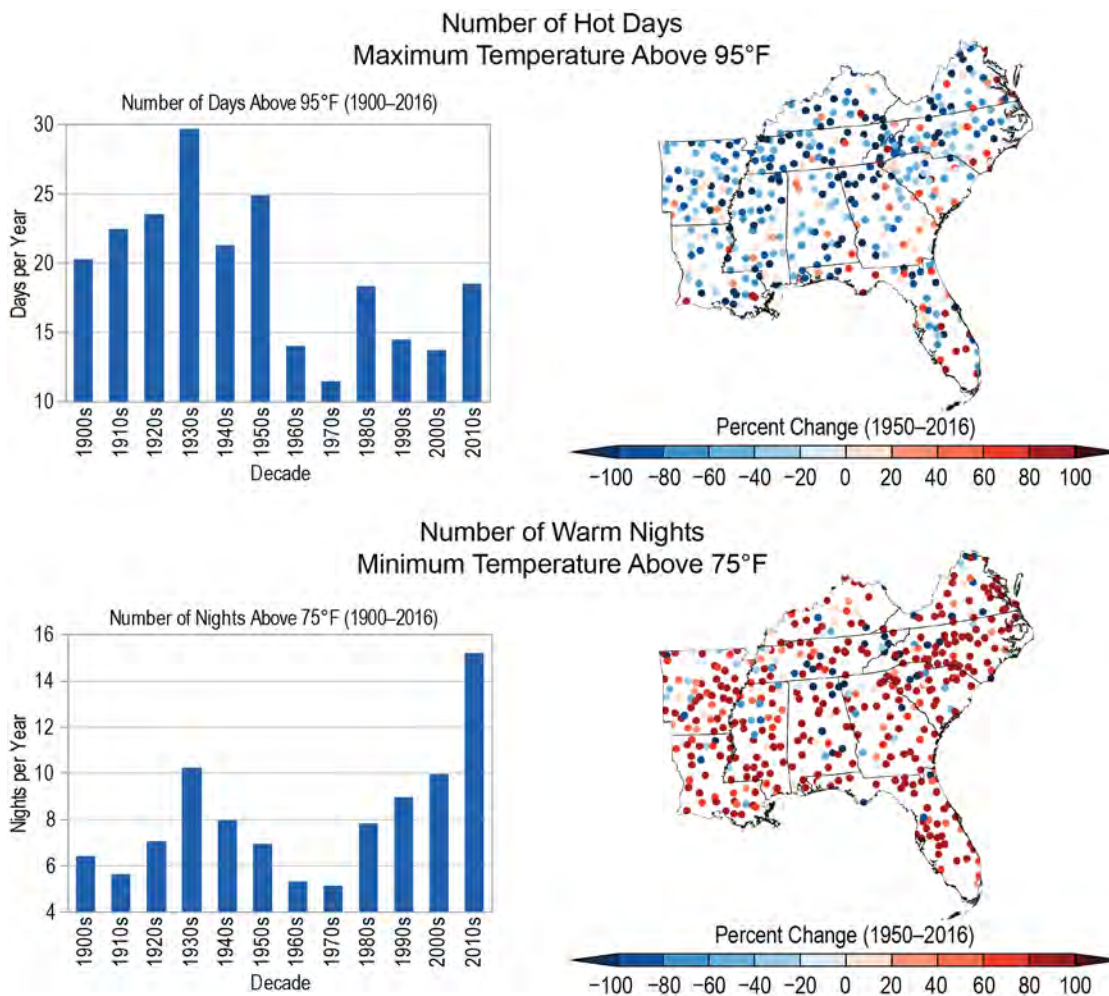 Number of Hot Days
Maximum Temperature Above 95°F
Number of Days Above 95°F (1900–2016)
30
25
20
15
10
Days per Year
1900s
1910s
1920s
1930s
1940s
1950s
1960s
1970s
1980s
1990s
2000s
2010s
Decade
Percent Change (1950–2016)
−100 −80 −60 −40 −20 0 20 40 60 80 100
Number of Warm Nights
Minimum Temperature Above 75°F
Number of Nights Above 75°F (1900–2016)
16
14
12
10
8
6
4
Nights per Year
1900s
1910s
1920s
1930s
1940s
1950s
1960s
1970s
1980s
1990s
2000s
2010s
Decade
Percent Change (1950–2016)
−100 −80 −60 −40 −20 0 20 40 60 80 100